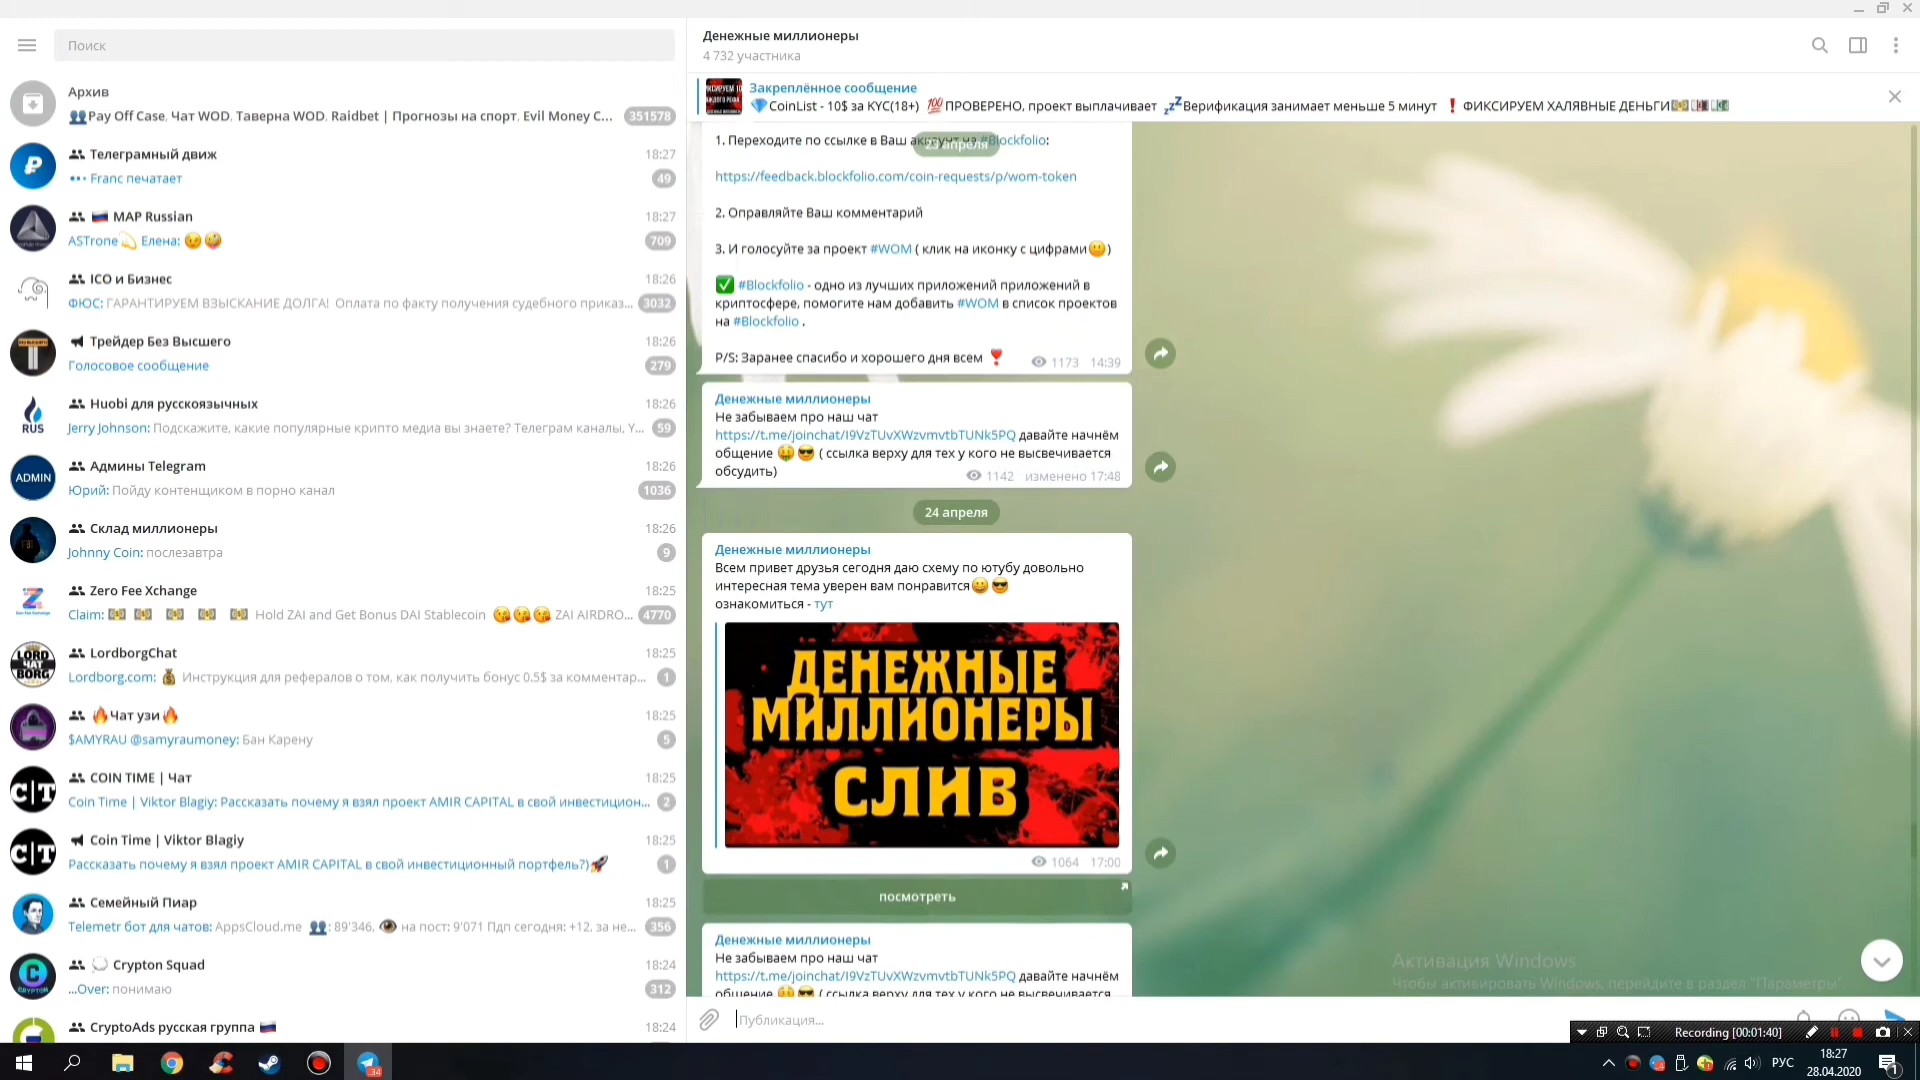 Поиск
Архив
Pay Off Case, Чат WOD, Таверна WOD, Raidbet | Прогнозы на спорт, Evil Money C... 351578
Телеграмный движ 18:27
Franc печатает 49
MAP Russian 18:27
ASTrone Елена: 709
ICO и Бизнес 18:26
ФЮС: ГАРАНТИРУЕМ ВЗЫСКАНИЕ ДОЛГА! Оплата по факту получения судебного приказ... 3032
Трейдер Без Высшего 18:26
Голосовое сообщение 279
Huobi для русскоязычных 18:26
RUS
Jerry Johnson: Подскажите, какие популярные крипто медиа вы знаете? Телеграм каналы, Y... 59
Админы Telegram 18:26
ADMIN
Юрий: Пойду контенщиком в порно канал 1036
Склад миллионеры 18:26
Johnny Coin: послезавтра 9
Zero Fee Xchange 18:25
Claim: Hold ZAI and Get Bonus DAI Stablecoin ZAI AIRDRO... 4770
LordborgChat 18:25
LORD ЧАТ BORG
Lordborg.com: Инструкция для рефералов о том, как получить бонус 0.5$ за комментар... 1
Чат узи 18:25
$AMYRAU @samyraumoney: Бан Карену 5
COIN TIME | Чат 18:25
C|T
Coin Time | Viktor Blagiy: Рассказать почему я взял проект AMIR CAPITAL в свой инвестицион... 2
Coin Time | Viktor Blagiy 18:25
C|T
Рассказать почему я взял проект AMIR CAPITAL в свой инвестиционный портфель?) 1
Семейный Пиар 18:25
Telemetr бот для чатов: AppsCloud.me : 89'346, на пост: 9'071 Пдп сегодня: +12, за не... 356
Crypton Squad 18:24
...Over: понимаю 312
CryptoAds русская группа 18:24
Денежные миллионеры
4 732 участника
Закреплённое сообщение
CoinList - 10$ за KYC(18+) ПРОВЕРЕНО, проект выплачивает Верификация занимает меньше 5 минут ФИКСИРУЕМ ХАЛЯВНЫЕ ДЕНЬГИ
23 апреля
1. Переходите по ссылке в Ваш аккаунт на #Blockfolio:
https://feedback.blockfolio.com/coin-requests/p/wom-token
2. Оправляйте Ваш комментарий
3. И голосуйте за проект #WOM ( клик на иконку с цифрами )
#Blockfolio - одно из лучших приложений приложений в
криптосфере, помогите нам добавить #WOM в список проектов
на #Blockfolio .
P/S: Заранее спасибо и хорошего дня всем 1173 14:39
Денежные миллионеры
Не забываем про наш чат
https://t.me/joinchat/I9VzTUvXWzvmvtbTUNk5PQ давайте начнём
общение ( ссылка верху для тех у кого не высвечивается
обсудить) 1142 изменено 17:48
24 апреля
Денежные миллионеры
Всем привет друзья сегодня даю схему по ютубу довольно
интересная тема уверен вам понравится
ознакомиться - тут
ДЕНЕЖНЫЕ
МИЛЛИОНЕРЫ
СЛИВ
1064 17:00
посмотреть
Денежные миллионеры
Не забываем про наш чат
https://t.me/joinchat/I9VzTUvXWzvmvtbTUNk5PQ давайте начнём
общение ( ссылка верху для тех у кого не высвечивается
Активация Windows
Чтобы активировать Windows, перейдите в раздел "Параметры".
Публикация...
Recording [00:01:40]
34
РУС
18:27
28.04.2020
1